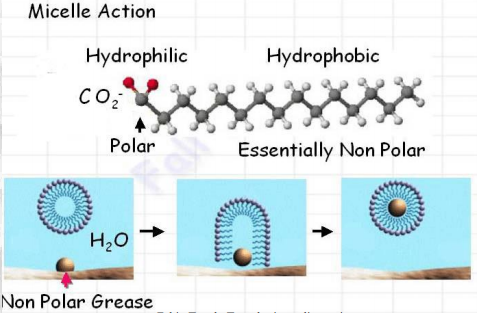 Micelle Action
Hydrophilic Hydrophobic
CO₂⁻
Polar
Essentially Non Polar
H₂O
Non Polar Grease